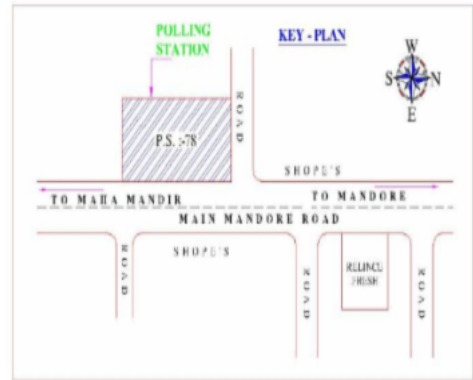 POLLING
STATION
KEY - PLAN
W
S N
E
P.S. :-78
ROAD
SHOPE'S
TO MAHA MANDIR
TO MANDORE
MAIN MANDORE ROAD
SHOPE'S
ROAD
ROAD
RELINCE
FRESH
ROAD